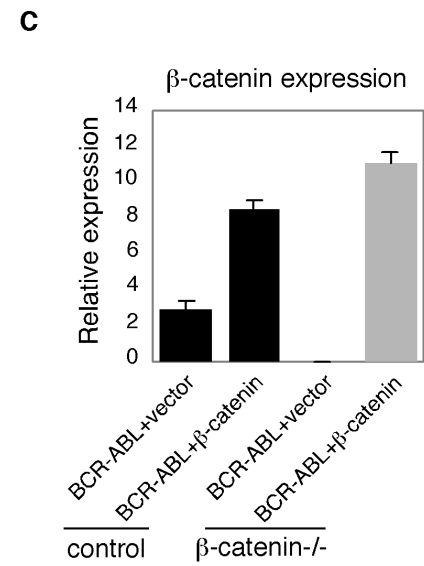 C
β-catenin expression
Relative expression
14
12
10
8
6
4
2
0
BCR-ABL+vector
BCR-ABL+β-catenin
BCR-ABL+vector
BCR-ABL+β-catenin
control
β-catenin-/-